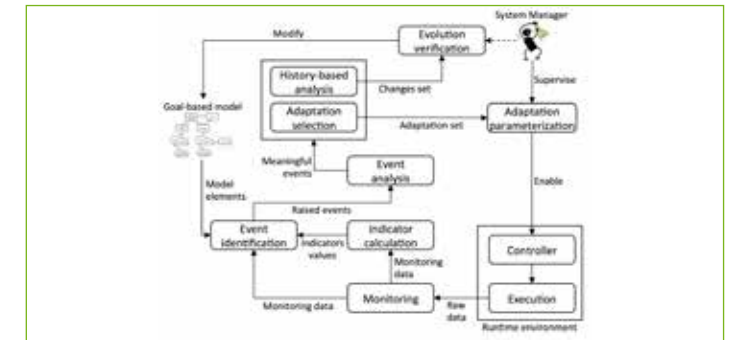 System Manager
Modify
Evolution
verification
History-based
analysis
Changes set
Supervise
Goal-based model
Adaptation
selection
Adaptation set
Adaptation
parameterization
Meaningful
events
Event
analysis
Model
elements
Enable
Raised events
Event
identification
Indicators
values
Indicator
calculation
Controller
Monitoring
data
Monitoring data
Monitoring
Raw
data
Execution
Runtime environment